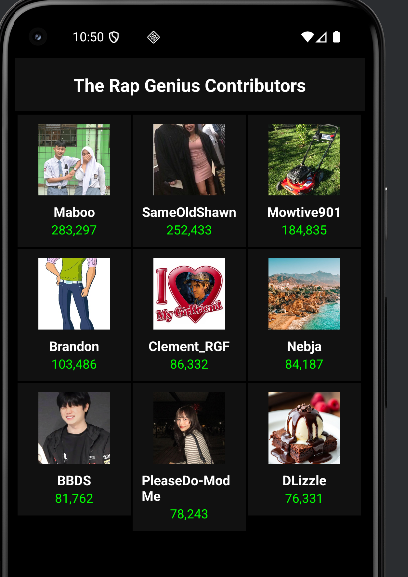 10:50
The Rap Genius Contributors
Maboo
283,297
SameOldShawn
252,433
Mowtive901
184,835
Brandon
103,486
I
My Girlfriend
Clement_RGF
86,332
Nebja
84,187
BBDS
81,762
PleaseDo-Mod
Me
78,243
DLizzle
76,331